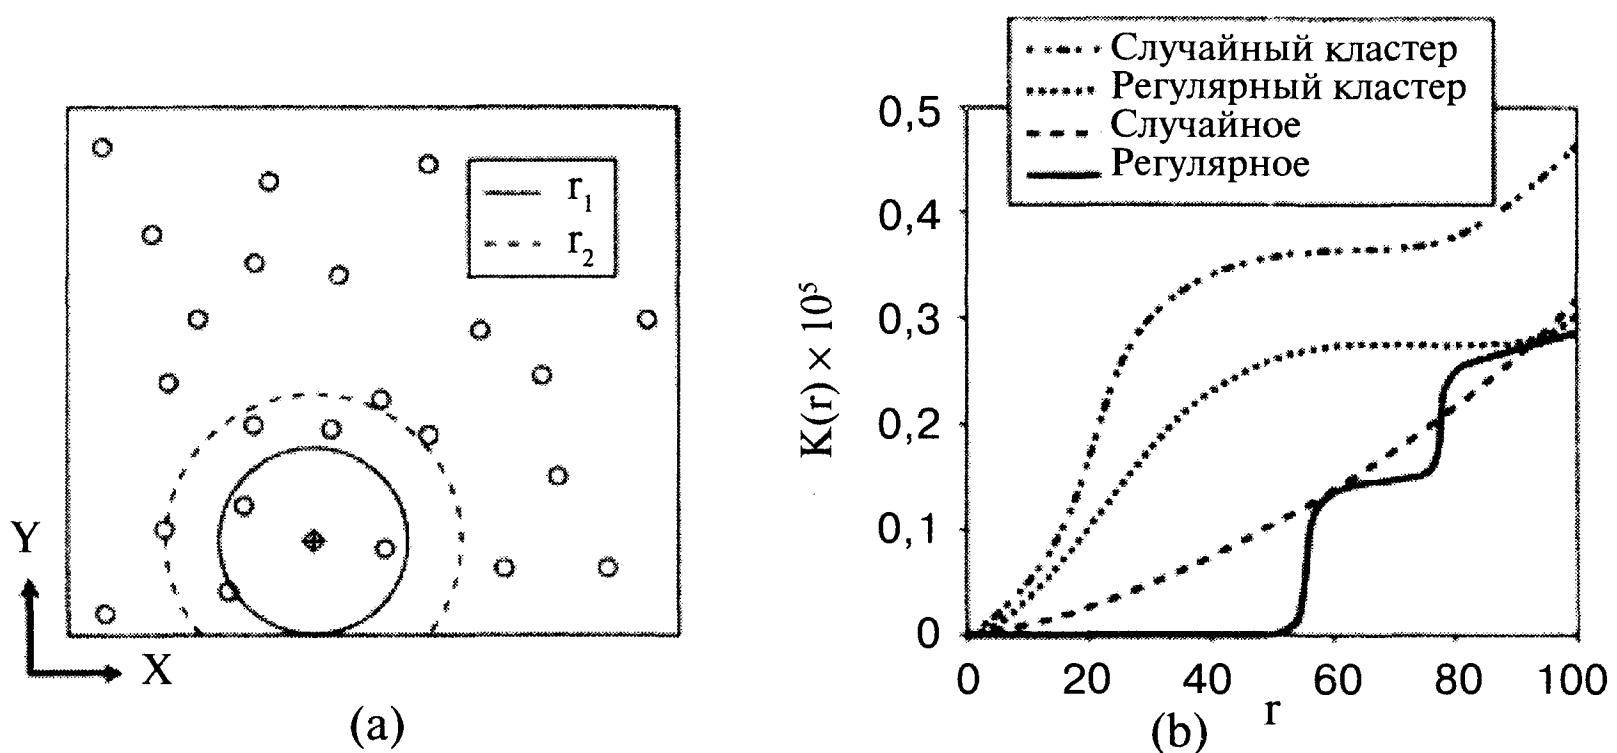 r₁
r₂
Y
X
(a)
Случайный кластер
Регулярный кластер
Случайное
Регулярное
K(r) × 10⁵
0,5
0,4
0,3
0,2
0,1
0
0 20 40 60 80 100
r
(b)